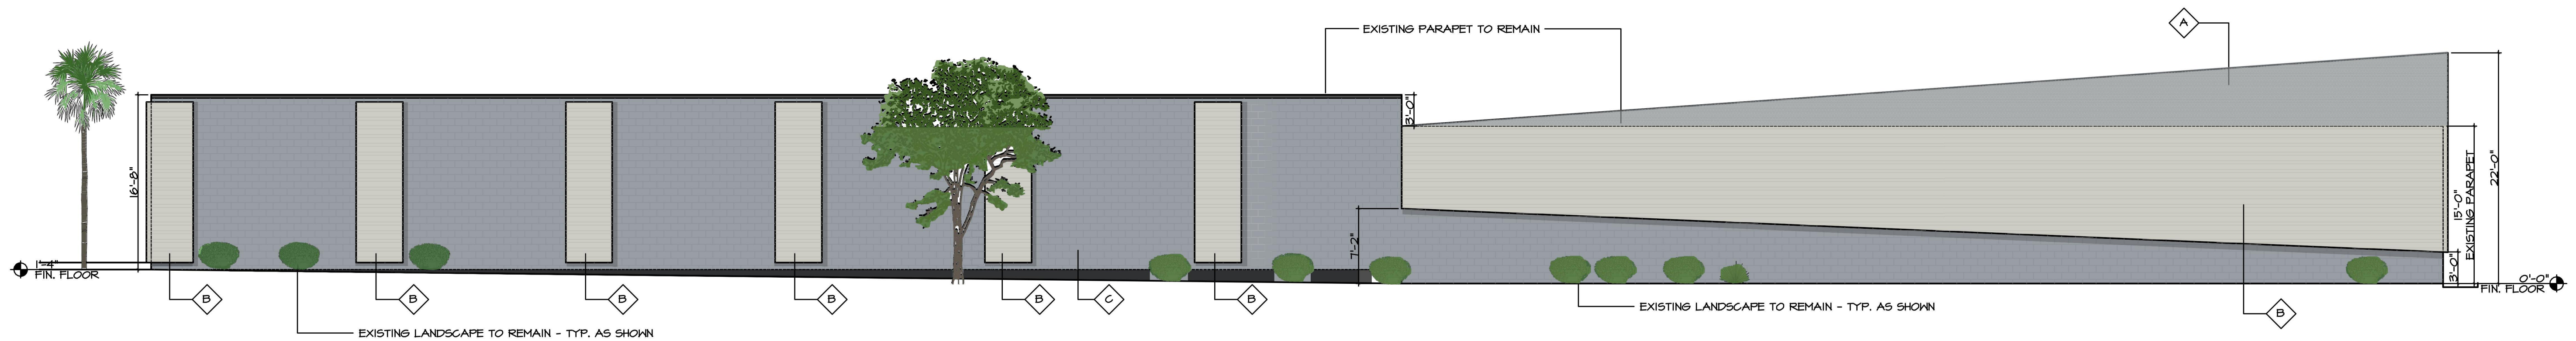 EXISTING PARAPET TO REMAIN
A
3'-0"
16'-8"
7'-2"
22'-0"
15'-0"
EXISTING PARAPET
3'-0"
1'-4"
FIN. FLOOR
0'-0"
FIN. FLOOR
B
B
B
B
B
C
B
B
EXISTING LANDSCAPE TO REMAIN - TYP. AS SHOWN
EXISTING LANDSCAPE TO REMAIN - TYP. AS SHOWN